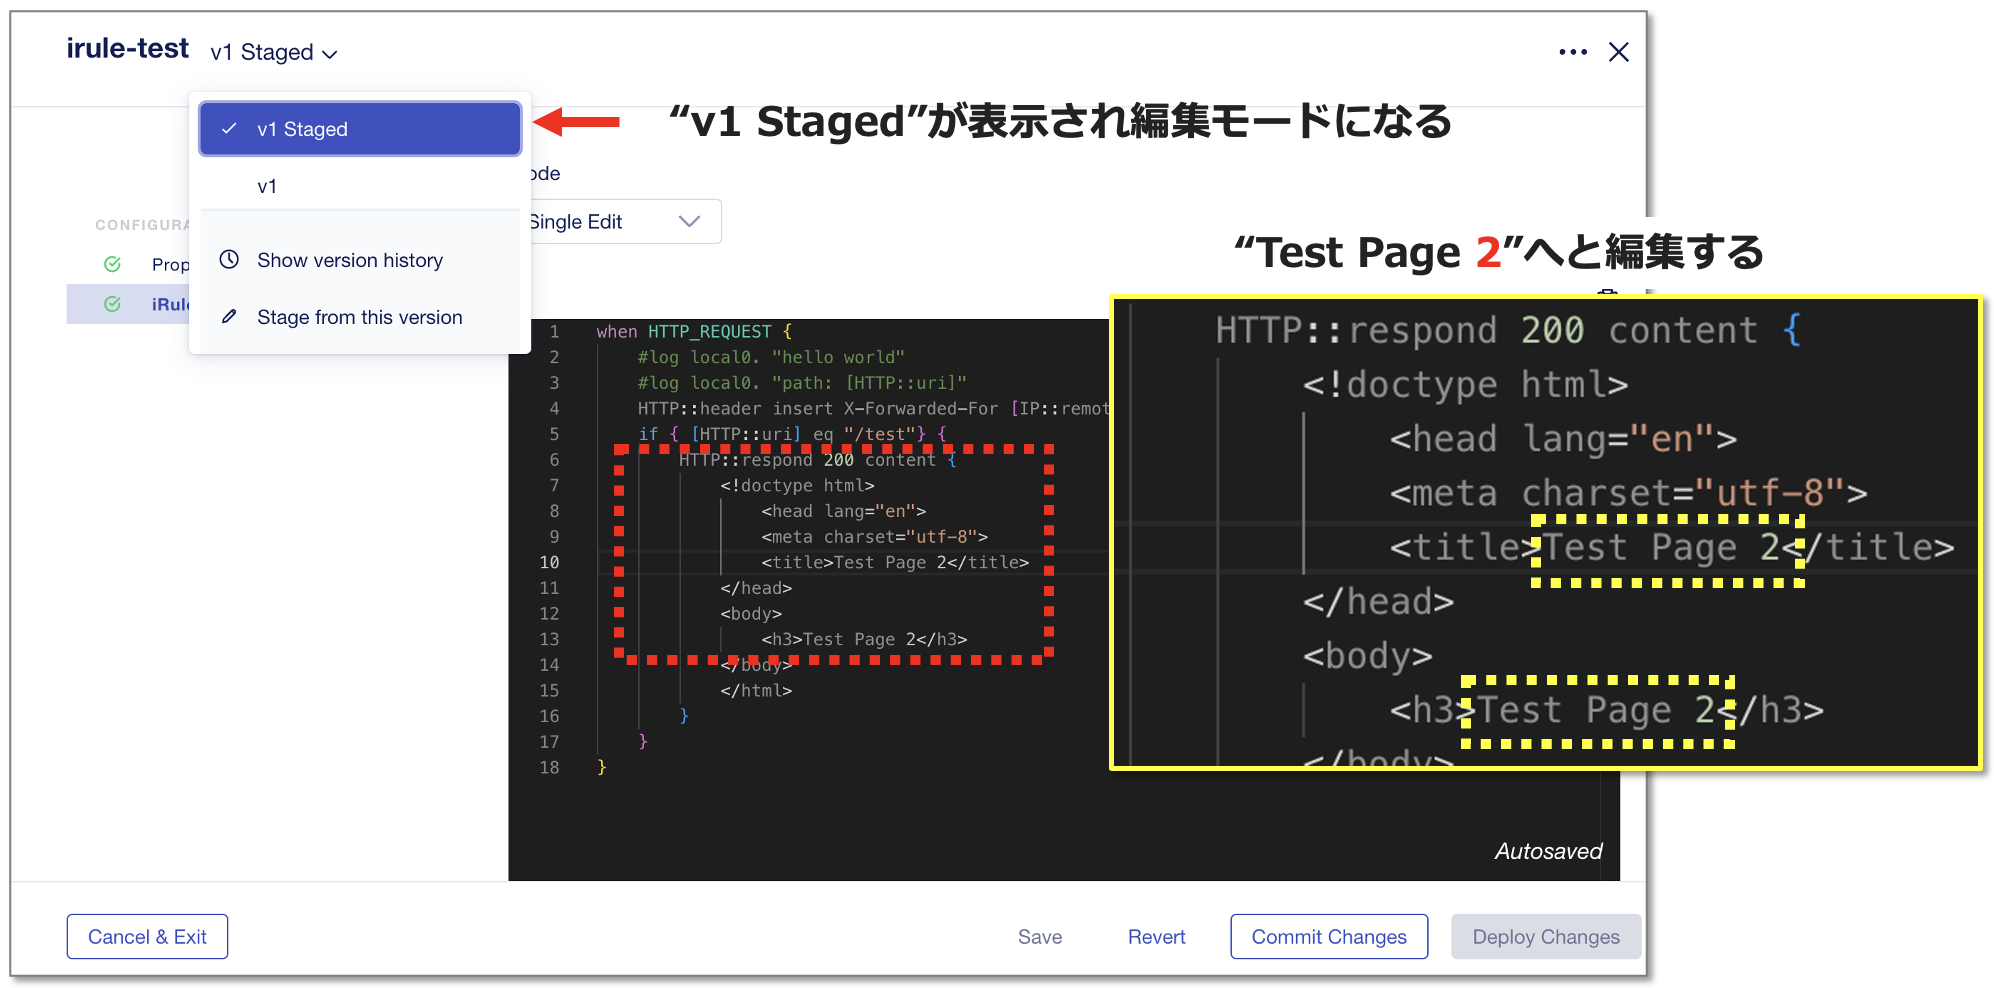 irule-test v1 Staged
v1 Staged
“v1 Staged”が表示され編集モードになる
v1
Show version history
Stage from this version
CONFIGURA
Prop
iRule
ode
Single Edit
“Test Page 2”へと編集する
1 when HTTP_REQUEST {
2 #log local0. "hello world"
3 #log local0. "path: [HTTP::uri]"
4 HTTP::header insert X-Forwarded-For [IP::remot
5 if { [HTTP::uri] eq "/test"} {
6 HTTP::respond 200 content {
7 <!doctype html>
8 <head lang="en">
9 <meta charset="utf-8">
10 <title>Test Page 2</title>
11 </head>
12 <body>
13 <h3>Test Page 2</h3>
14 </body>
15 </html>
16 }
17 }
18 }
HTTP::respond 200 content {
<!doctype html>
<head lang="en">
<meta charset="utf-8">
<title>Test Page 2</title>
</head>
<body>
<h3>Test Page 2</h3>
</body>
Autosaved
Cancel & Exit
Save
Revert
Commit Changes
Deploy Changes